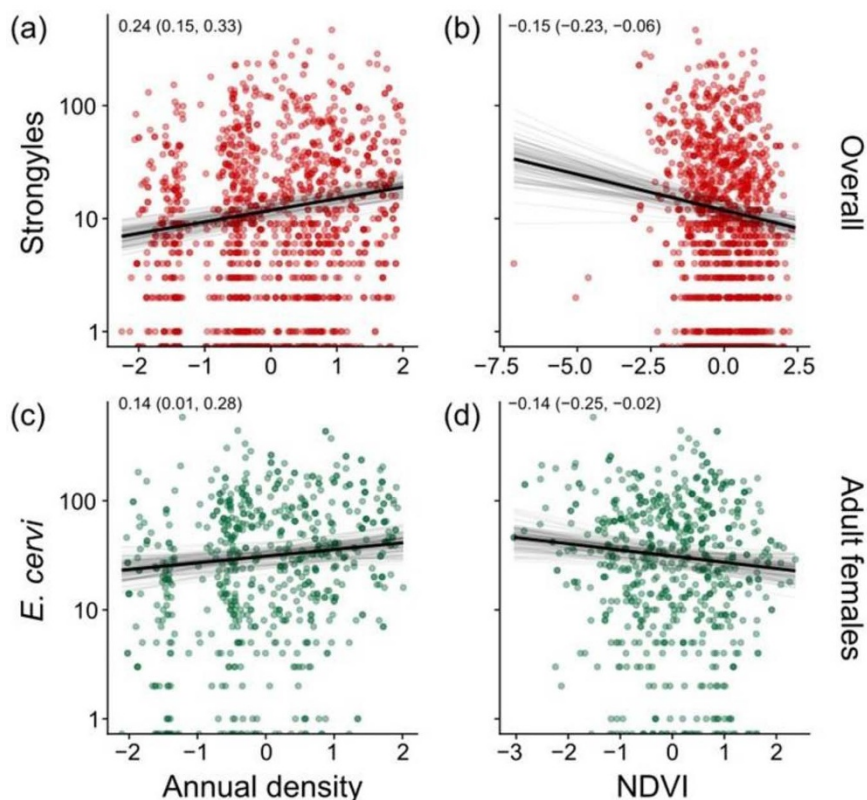 (a) 0.24 (0.15, 0.33)
(b) −0.15 (−0.23, −0.06)
Strongyles
100
10
1
−2 −1 0 1 2
−7.5 −5.0 −2.5 0.0 2.5
Overall
(c) 0.14 (0.01, 0.28)
(d) −0.14 (−0.25, −0.02)
E. cervi
100
10
1
−2 −1 0 1 2
−3 −2 −1 0 1 2
Adult females
Annual density
NDVI